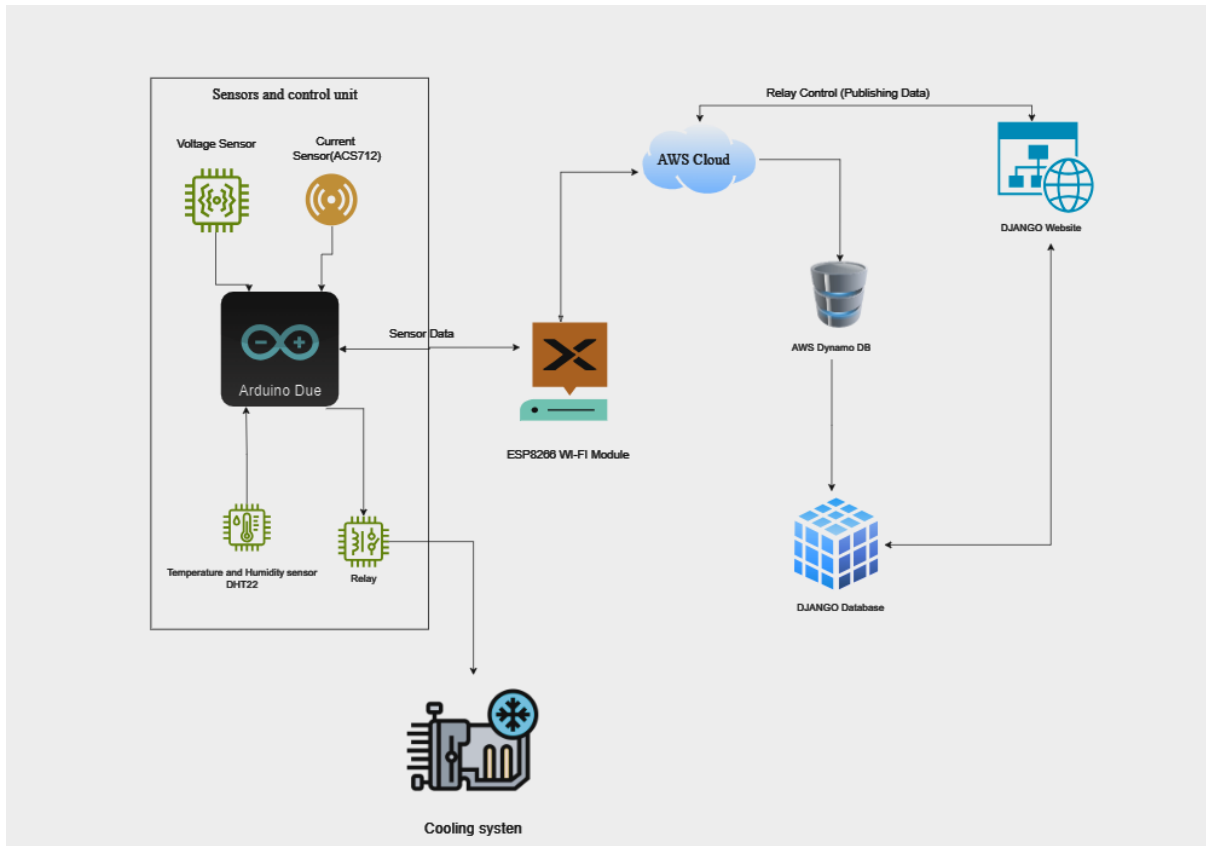 Sensors and control unit
Voltage Sensor
Current
Sensor(ACS712)
Arduino Due
Temperature and Humidity sensor
DHT22
Relay
Sensor Data
ESP8266 WI-FI Module
Relay Control (Publishing Data)
AWS Cloud
DJANGO Website
AWS Dynamo DB
DJANGO Database
Cooling systen